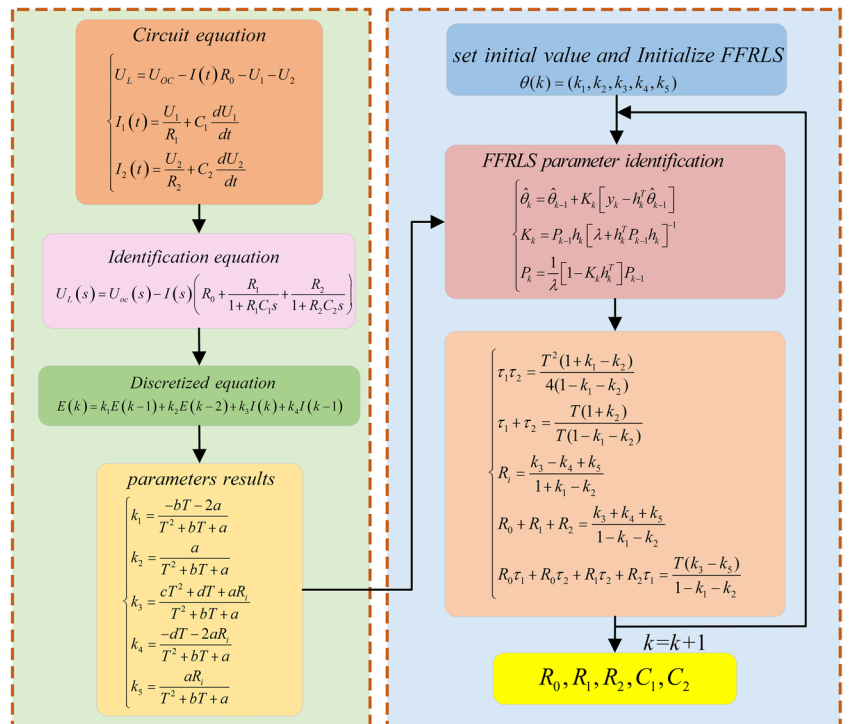 Circuit equation
U_L = U_OC − I(t)R_0 − U_1 − U_2
I_1(t) = U_1/R_1 + C_1 dU_1/dt
I_2(t) = U_2/R_2 + C_2 dU_2/dt
Identification equation
U_L(s) = U_oc(s) − I(s)(R_0 + R_1/(1+R_1C_1s) + R_2/(1+R_2C_2s))
Discretized equation
E(k) = k_1E(k−1) + k_2E(k−2) + k_3I(k) + k_4I(k−1)
parameters results
k_1 = (−bT−2a)/(T^2+bT+a)
k_2 = a/(T^2+bT+a)
k_3 = (cT^2+dT+aR_i)/(T^2+bT+a)
k_4 = (−dT−2aR_i)/(T^2+bT+a)
k_5 = aR_i/(T^2+bT+a)
set initial value and Initialize FFRLS
θ(k) = (k_1, k_2, k_3, k_4, k_5)
FFRLS parameter identification
θ̂_k = θ̂_{k−1} + K_k[y_k − h_k^T θ̂_{k−1}]
K_k = P_{k−1}h_k[λ + h_k^T P_{k−1}h_k]^{−1}
P_k = 1/λ [1 − K_k h_k^T]P_{k−1}
τ_1τ_2 = T^2(1+k_1−k_2)/4(1−k_1−k_2)
τ_1 + τ_2 = T(1+k_2)/T(1−k_1−k_2)
R_i = (k_3−k_4+k_5)/(1+k_1−k_2)
R_0 + R_1 + R_2 = (k_3+k_4+k_5)/(1−k_1−k_2)
R_0τ_1 + R_0τ_2 + R_1τ_2 + R_2τ_1 = T(k_3−k_5)/(1−k_1−k_2)
k=k+1
R_0, R_1, R_2, C_1, C_2